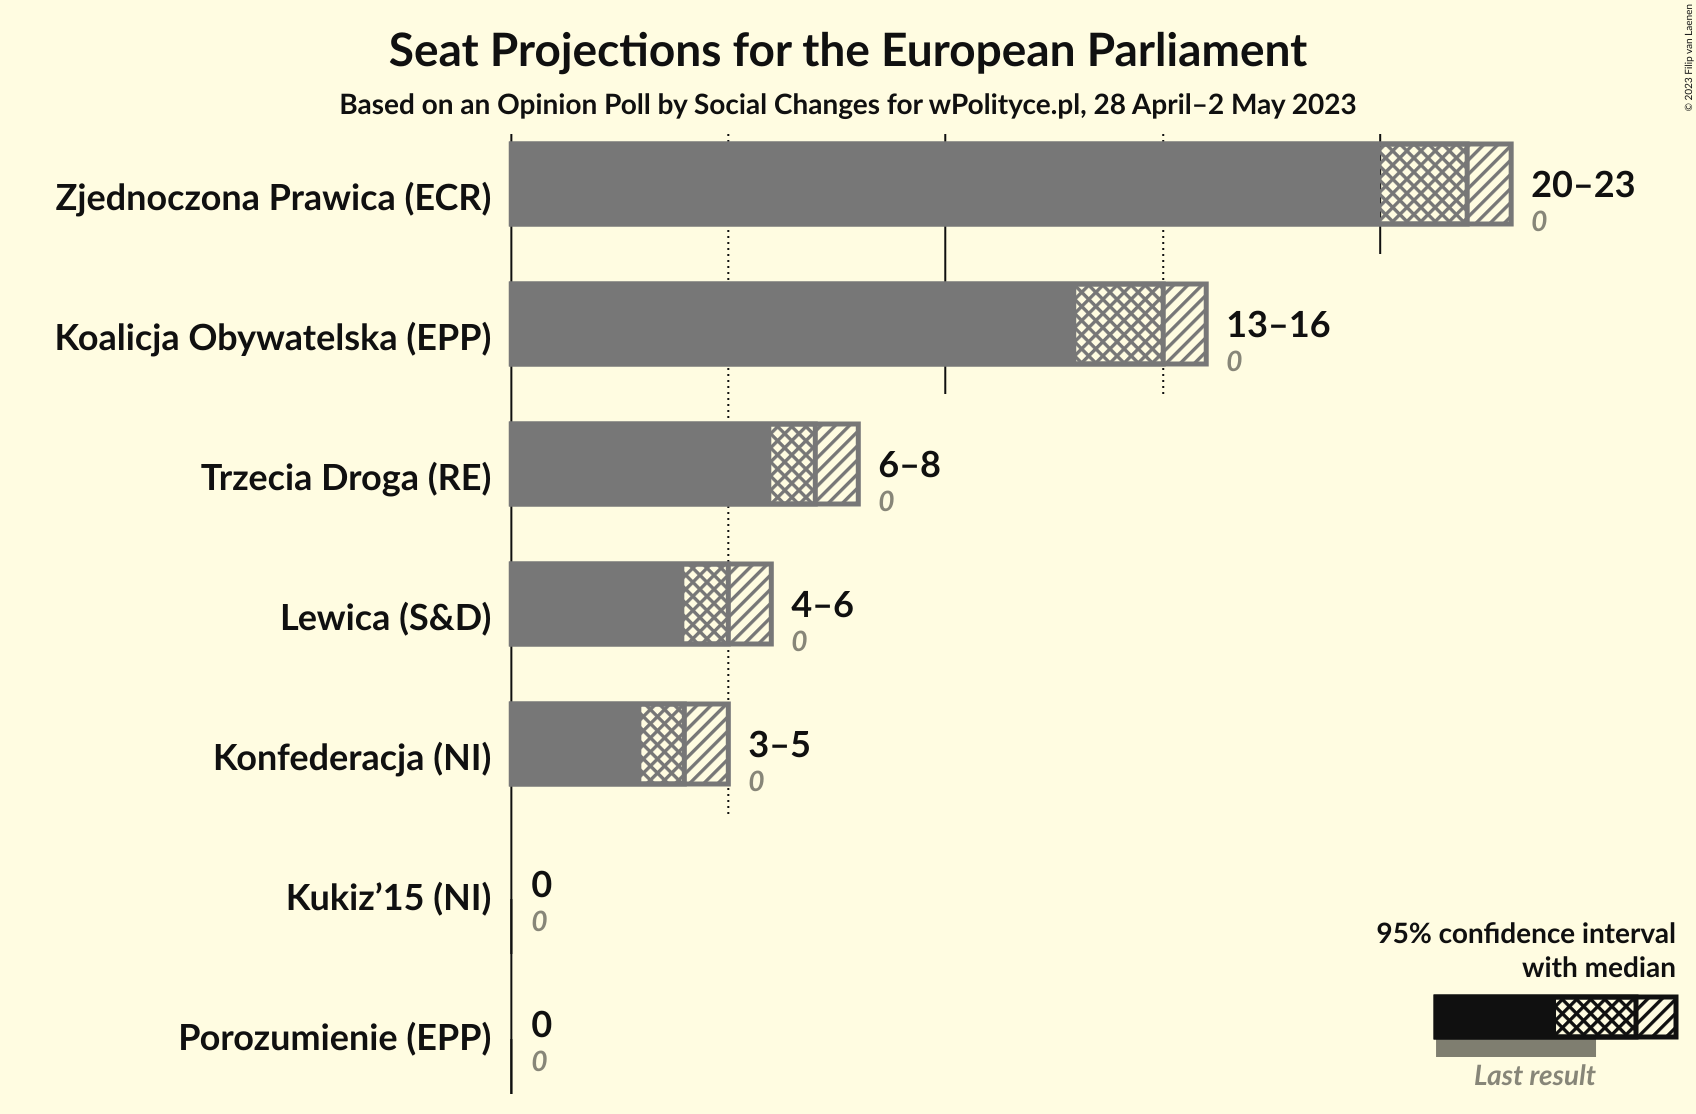 Seat Projections for the European Parliament
Based on an Opinion Poll by Social Changes for wPolityce.pl, 28 April–2 May 2023
© 2023 Filip van Laenen
Zjednoczona Prawica (ECR)
20–23
0
Koalicja Obywatelska (EPP)
13–16
0
Trzecia Droga (RE)
6–8
0
Lewica (S&D)
4–6
0
Konfederacja (NI)
3–5
0
Kukiz’15 (NI)
0
0
Porozumienie (EPP)
0
0
95% confidence interval
with median
Last result